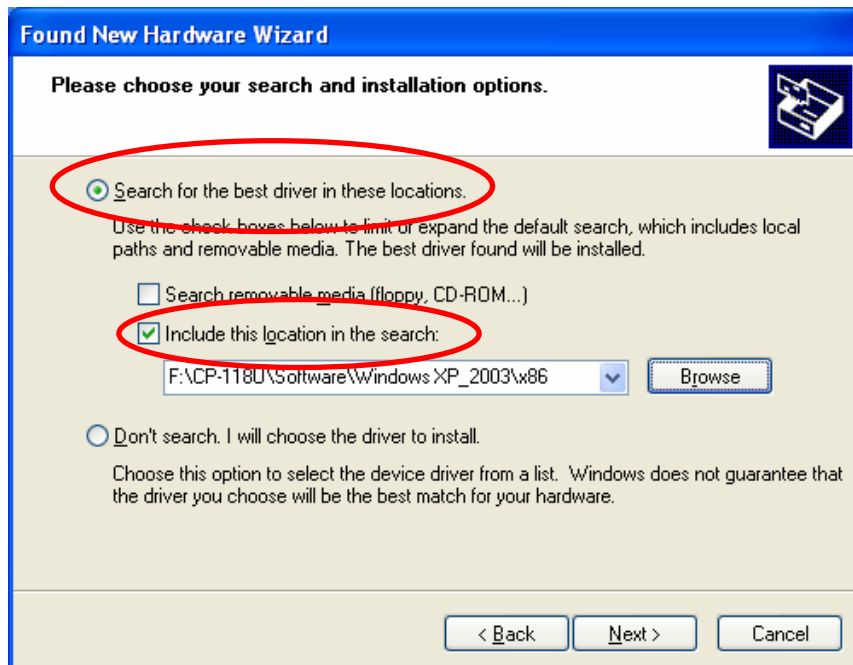 Found New Hardware Wizard
Please choose your search and installation options.
Search for the best driver in these locations.
Use the check boxes below to limit or expand the default search, which includes local
paths and removable media. The best driver found will be installed.
Search removable media (floppy, CD-ROM...)
Include this location in the search:
F:\CP-118U\Software\Windows XP_2003\x86
Browse
Don't search. I will choose the driver to install.
Choose this option to select the device driver from a list. Windows does not guarantee that
the driver you choose will be the best match for your hardware.
< Back Next > Cancel